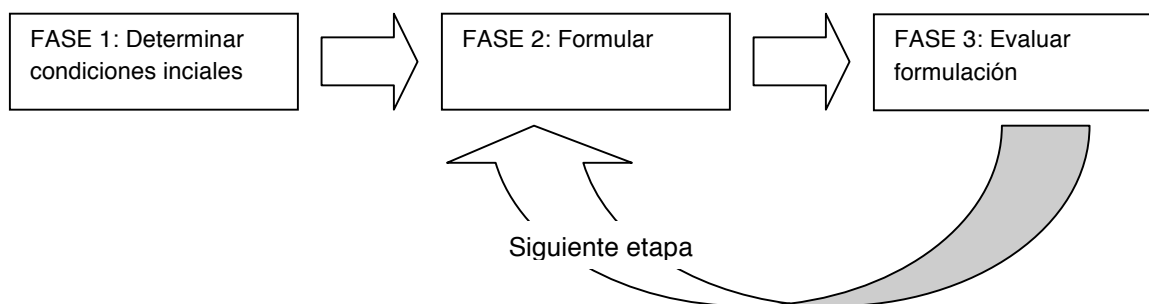 FASE 1: Determinar
condiciones inciales
FASE 2: Formular
FASE 3: Evaluar
formulación
Siguiente etapa